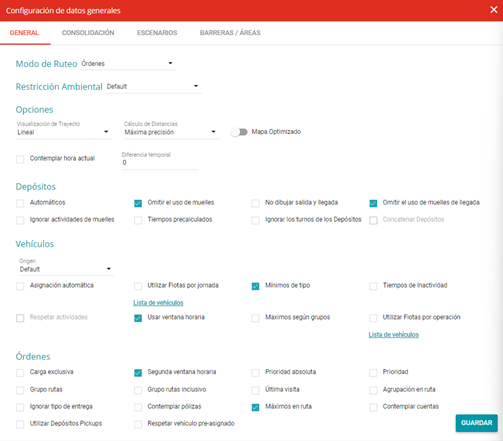 Configuración de datos generales
GENERAL CONSOLIDACIÓN ESCENARIOS BARRERAS / ÁREAS
Modo de Ruteo Órdenes
Restricción Ambiental Default
Opciones
Visualización de Trayecto Cálculo de Distancias
Lineal Máxima precisión Mapa Optimizado
Diferencia temporal
Contemplar hora actual 0
Depósitos
Automáticos Omitir el uso de muelles No dibujar salida y llegada Omitir el uso de muelles de llegada
Ignorar actividades de muelles Tiempos precalculados Ignorar los turnos de los Depósitos Concatenar Depósitos
Vehículos
Origen
Default
Asignación automática Utilizar Flotas por jornada Mínimos de tipo Tiempos de Inactividad
Lista de vehículos
Respetar actividades Usar ventana horaria Maximos según grupos Utilizar Flotas por operación
Lista de vehículos
Órdenes
Carga exclusiva Segunda ventana horaria Prioridad absoluta Prioridad
Grupo rutas Grupo rutas inclusivo Última visita Agrupación en ruta
Ignorar tipo de entrega Contemplar pólizas Máximos en ruta Contemplar cuentas
Utilizar Depósitos Pickups Respetar vehículo pre-asignado
GUARDAR